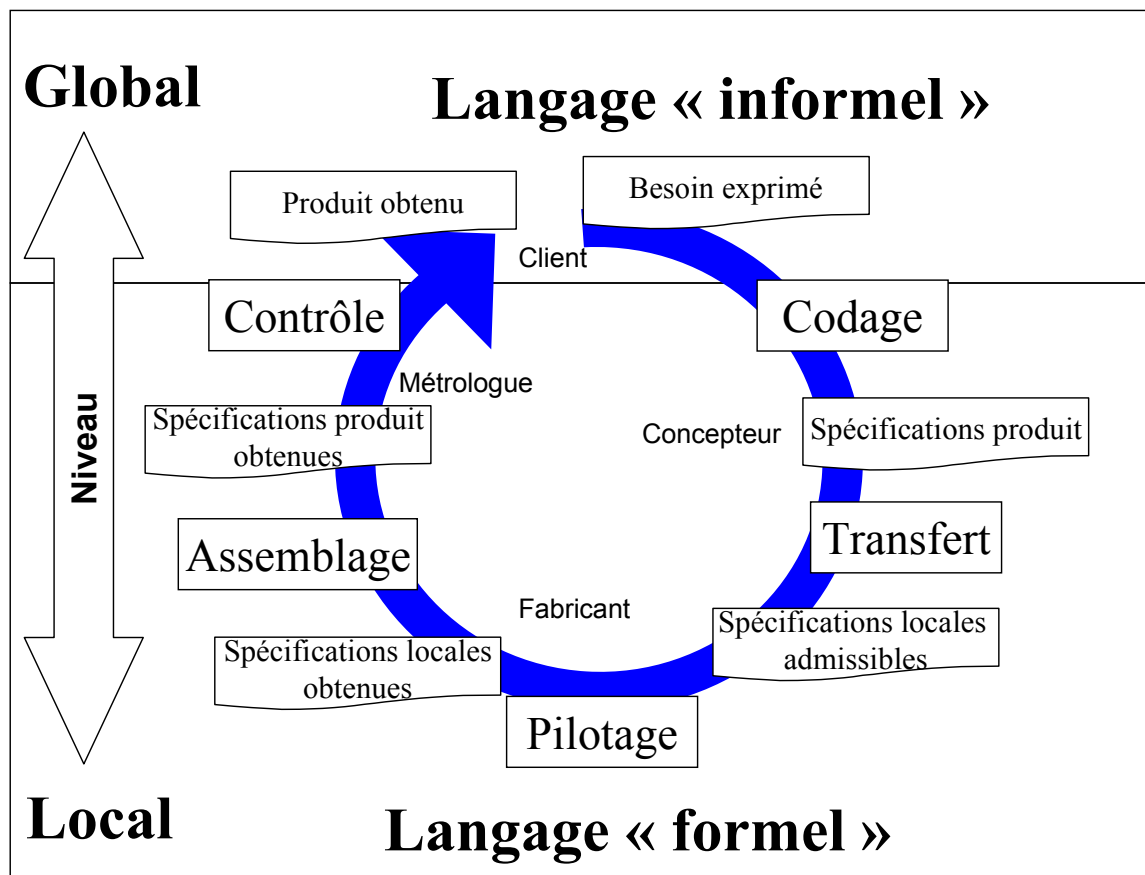 Global
Langage « informel »
Produit obtenu
Besoin exprimé
Client
Contrôle
Codage
Métrologue
Niveau
Spécifications produit
obtenues
Concepteur
Spécifications produit
Assemblage
Transfert
Fabricant
Spécifications locales
admissibles
Spécifications locales
obtenues
Pilotage
Local
Langage « formel »